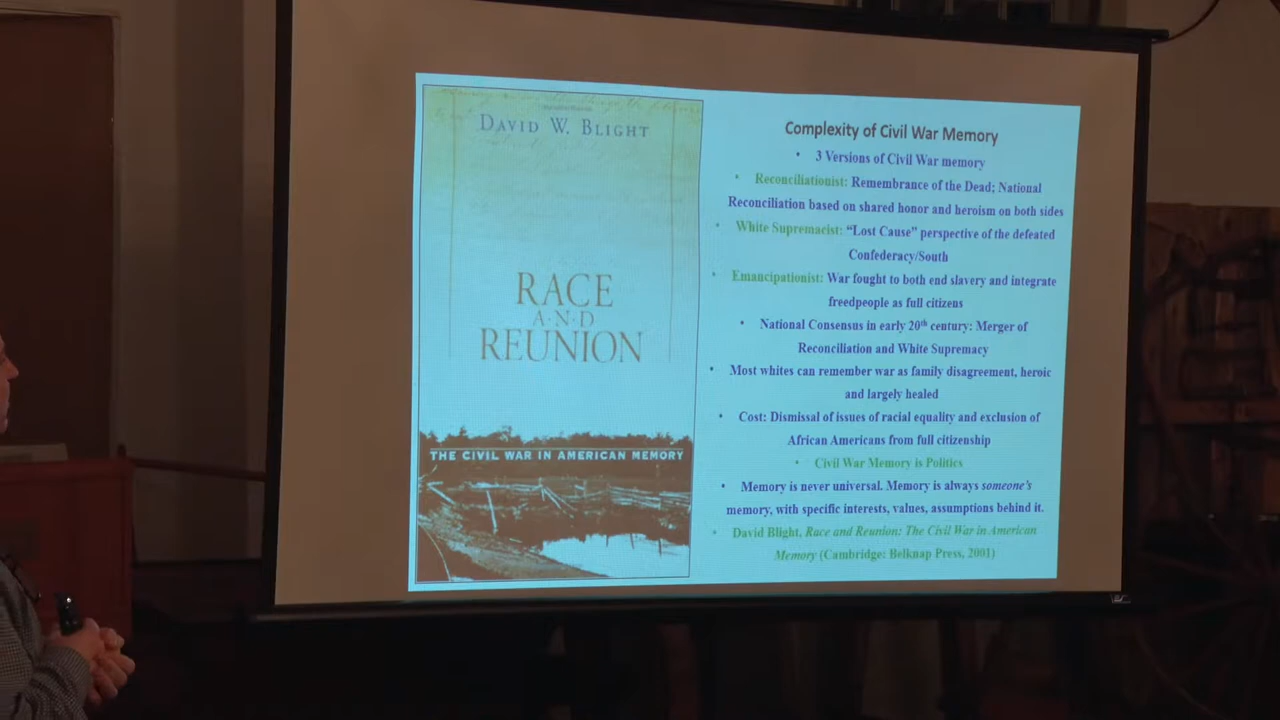 DAVID W. BLIGHT
RACE
A·N·D
REUNION
THE CIVIL WAR IN AMERICAN MEMORY
Complexity of Civil War Memory
• 3 Versions of Civil War memory
• Reconciliationist: Remembrance of the Dead; National
Reconciliation based on shared honor and heroism on both sides
• White Supremacist: “Lost Cause” perspective of the defeated
Confederacy/South
• Emancipationist: War fought to both end slavery and integrate
freedpeople as full citizens
• National Consensus in early 20th century: Merger of
Reconciliation and White Supremacy
• Most whites can remember war as family disagreement, heroic
and largely healed
• Cost: Dismissal of issues of racial equality and exclusion of
African Americans from full citizenship
• Civil War Memory is Politics
• Memory is never universal. Memory is always someone’s
memory, with specific interests, values, assumptions behind it.
• David Blight, Race and Reunion: The Civil War in American
Memory (Cambridge: Belknap Press, 2001)